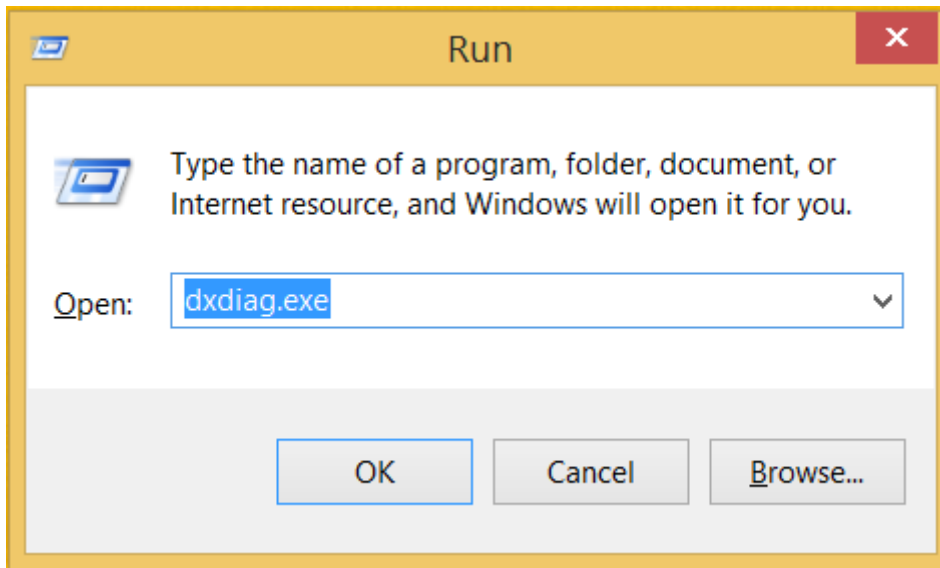 Run
Type the name of a program, folder, document, or
Internet resource, and Windows will open it for you.
Open: dxdiag.exe
OK Cancel Browse...